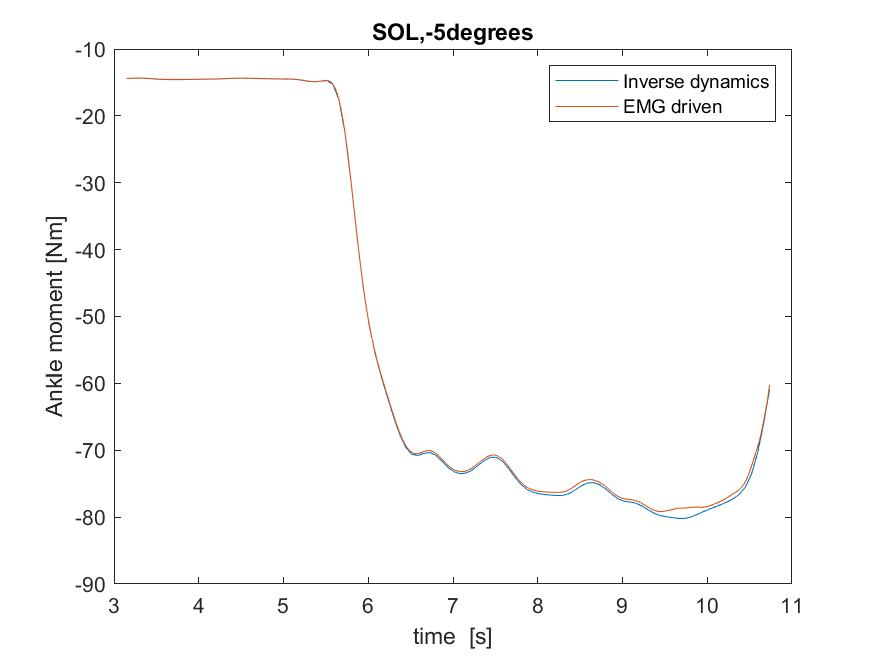 SOL,-5degrees
Inverse dynamics
EMG driven
Ankle moment [Nm]
-10
-20
-30
-40
-50
-60
-70
-80
-90
3 4 5 6 7 8 9 10 11
time [s]